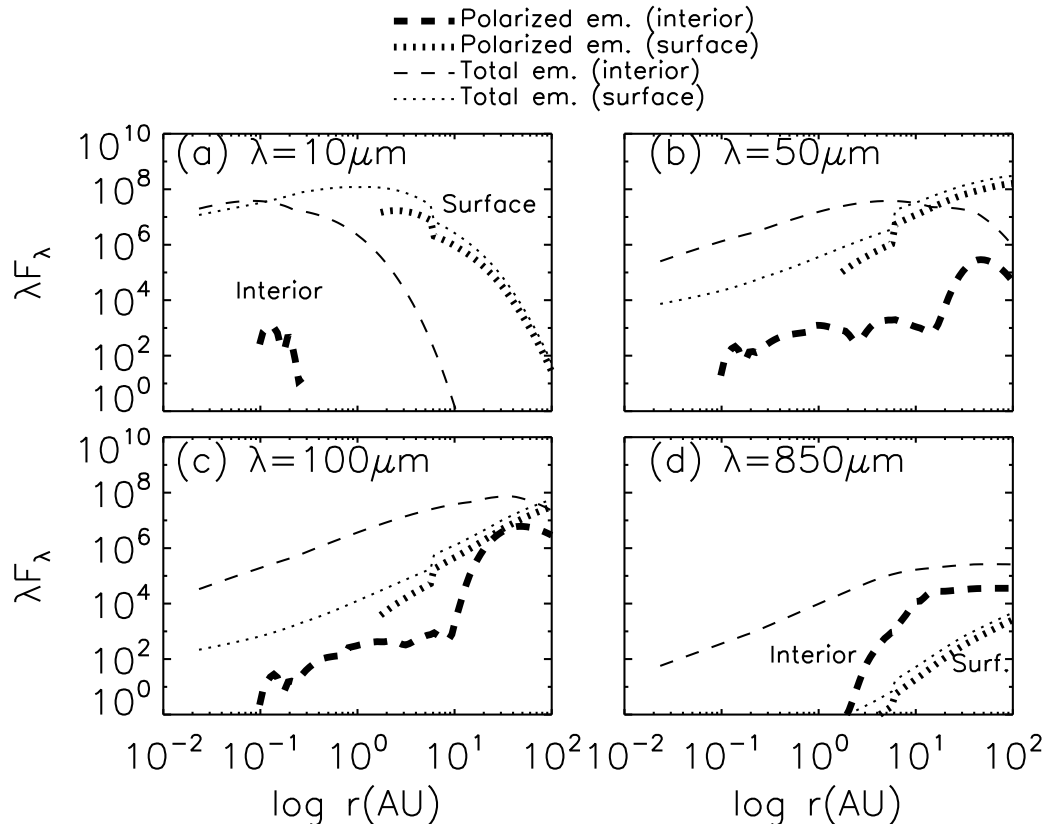 Polarized em. (interior)
Polarized em. (surface)
Total em. (interior)
Total em. (surface)
(a) λ=10μm
Surface
Interior
10^10
10^8
10^6
10^4
10^2
10^0
λF_λ
(b) λ=50μm
(c) λ=100μm
10^10
10^8
10^6
10^4
10^2
10^0
λF_λ
(d) λ=850μm
Interior
Surf.
10^-2 10^-1 10^0 10^1 10^2
log r(AU)
10^-2 10^-1 10^0 10^1 10^2
log r(AU)